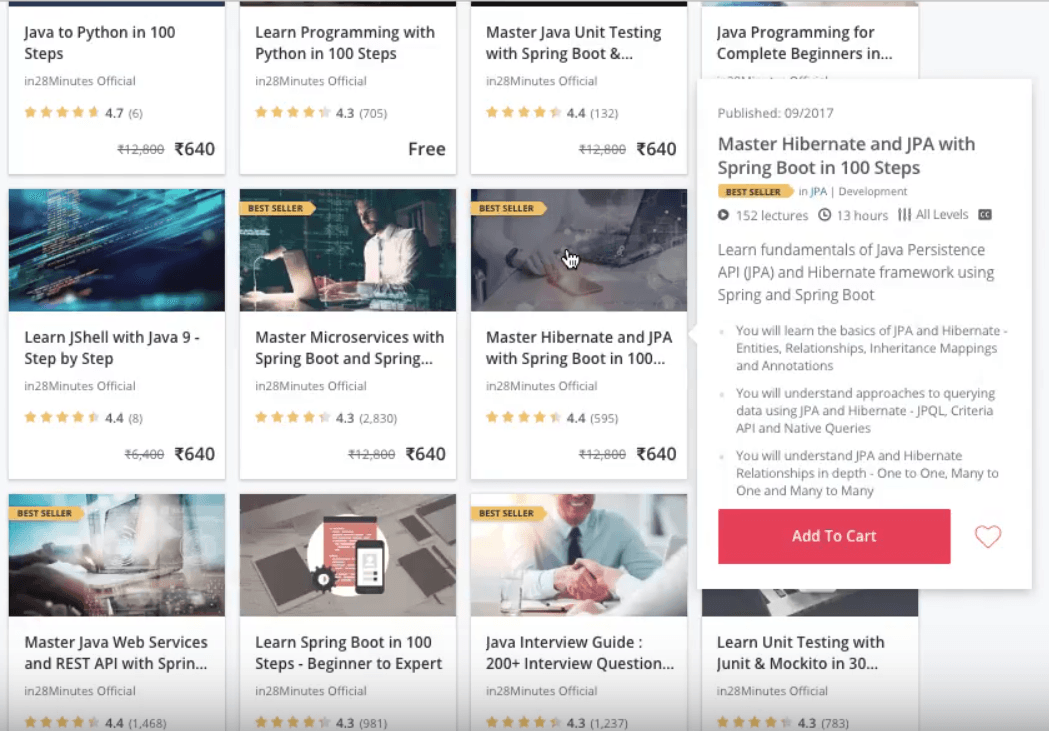 Java to Python in 100
Steps
in28Minutes Official
4.7 (6)
₹12,800 ₹640
Learn Programming with
Python in 100 Steps
in28Minutes Official
4.3 (705)
Free
Master Java Unit Testing
with Spring Boot &...
in28Minutes Official
4.4 (132)
₹12,800 ₹640
Java Programming for
Complete Beginners in...
in28Minutes Official
Learn JShell with Java 9 -
Step by Step
in28Minutes Official
4.4 (8)
₹6,400 ₹640
BEST SELLER
Master Microservices with
Spring Boot and Spring...
in28Minutes Official
4.3 (2,830)
₹12,800 ₹640
BEST SELLER
Master Hibernate and JPA
with Spring Boot in 100...
in28Minutes Official
4.4 (595)
₹12,800 ₹640
Published: 09/2017
Master Hibernate and JPA with
Spring Boot in 100 Steps
BEST SELLER in JPA | Development
152 lectures 13 hours All Levels CC
Learn fundamentals of Java Persistence
API (JPA) and Hibernate framework using
Spring and Spring Boot
You will learn the basics of JPA and Hibernate -
Entities, Relationships, Inheritance Mappings
and Annotations
You will understand approaches to querying
data using JPA and Hibernate - JPQL, Criteria
API and Native Queries
You will understand JPA and Hibernate
Relationships in depth - One to One, Many to
One and Many to Many
Add To Cart
BEST SELLER
Master Java Web Services
and REST API with Sprin...
in28Minutes Official
4.4 (1,468)
Learn Spring Boot in 100
Steps - Beginner to Expert
in28Minutes Official
4.3 (981)
BEST SELLER
Java Interview Guide :
200+ Interview Question...
in28Minutes Official
4.3 (1,237)
Learn Unit Testing with
Junit & Mockito in 30...
in28Minutes Official
4.3 (783)